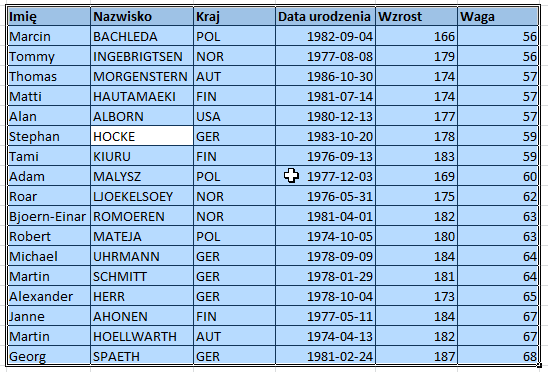 Imię Nazwisko Kraj Data urodzenia Wzrost Waga
Marcin BACHLEDA POL 1982-09-04 166 56
Tommy INGEBRIGTSEN NOR 1977-08-08 179 56
Thomas MORGENSTERN AUT 1986-10-30 174 57
Matti HAUTAMAEKI FIN 1981-07-14 174 57
Alan ALBORN USA 1980-12-13 177 57
Stephan HOCKE GER 1983-10-20 178 59
Tami KIURU FIN 1976-09-13 183 59
Adam MALYSZ POL 1977-12-03 169 60
Roar LJOEKELSOEY NOR 1976-05-31 175 62
Bjoern-Einar ROMOEREN NOR 1981-04-01 182 63
Robert MATEJA POL 1974-10-05 180 63
Michael UHRMANN GER 1978-09-09 184 64
Martin SCHMITT GER 1978-01-29 181 64
Alexander HERR GER 1978-10-04 173 65
Janne AHONEN FIN 1977-05-11 184 67
Martin HOELLWARTH AUT 1974-04-13 182 67
Georg SPAETH GER 1981-02-24 187 68